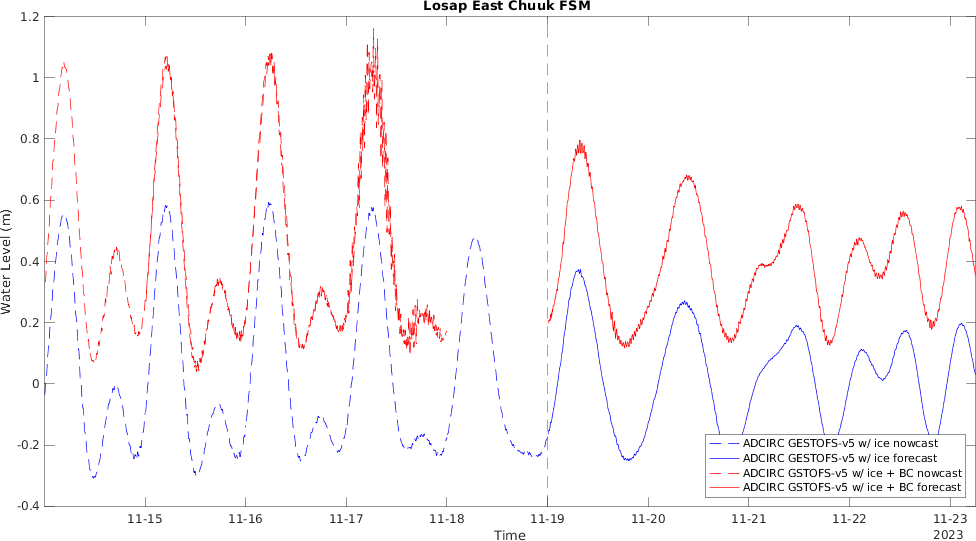 Losap East Chuuk FSM
Water Level (m)
1.2
1
0.8
0.6
0.4
0.2
0
-0.2
-0.4
ADCIRC GESTOFS-v5 w/ ice nowcast
ADCIRC GESTOFS-v5 w/ ice forecast
ADCIRC GSTOFS-v5 w/ ice + BC nowcast
ADCIRC GSTOFS-v5 w/ ice + BC forecast
11-15 11-16 11-17 11-18 11-19 11-20 11-21 11-22 11-23
Time 2023